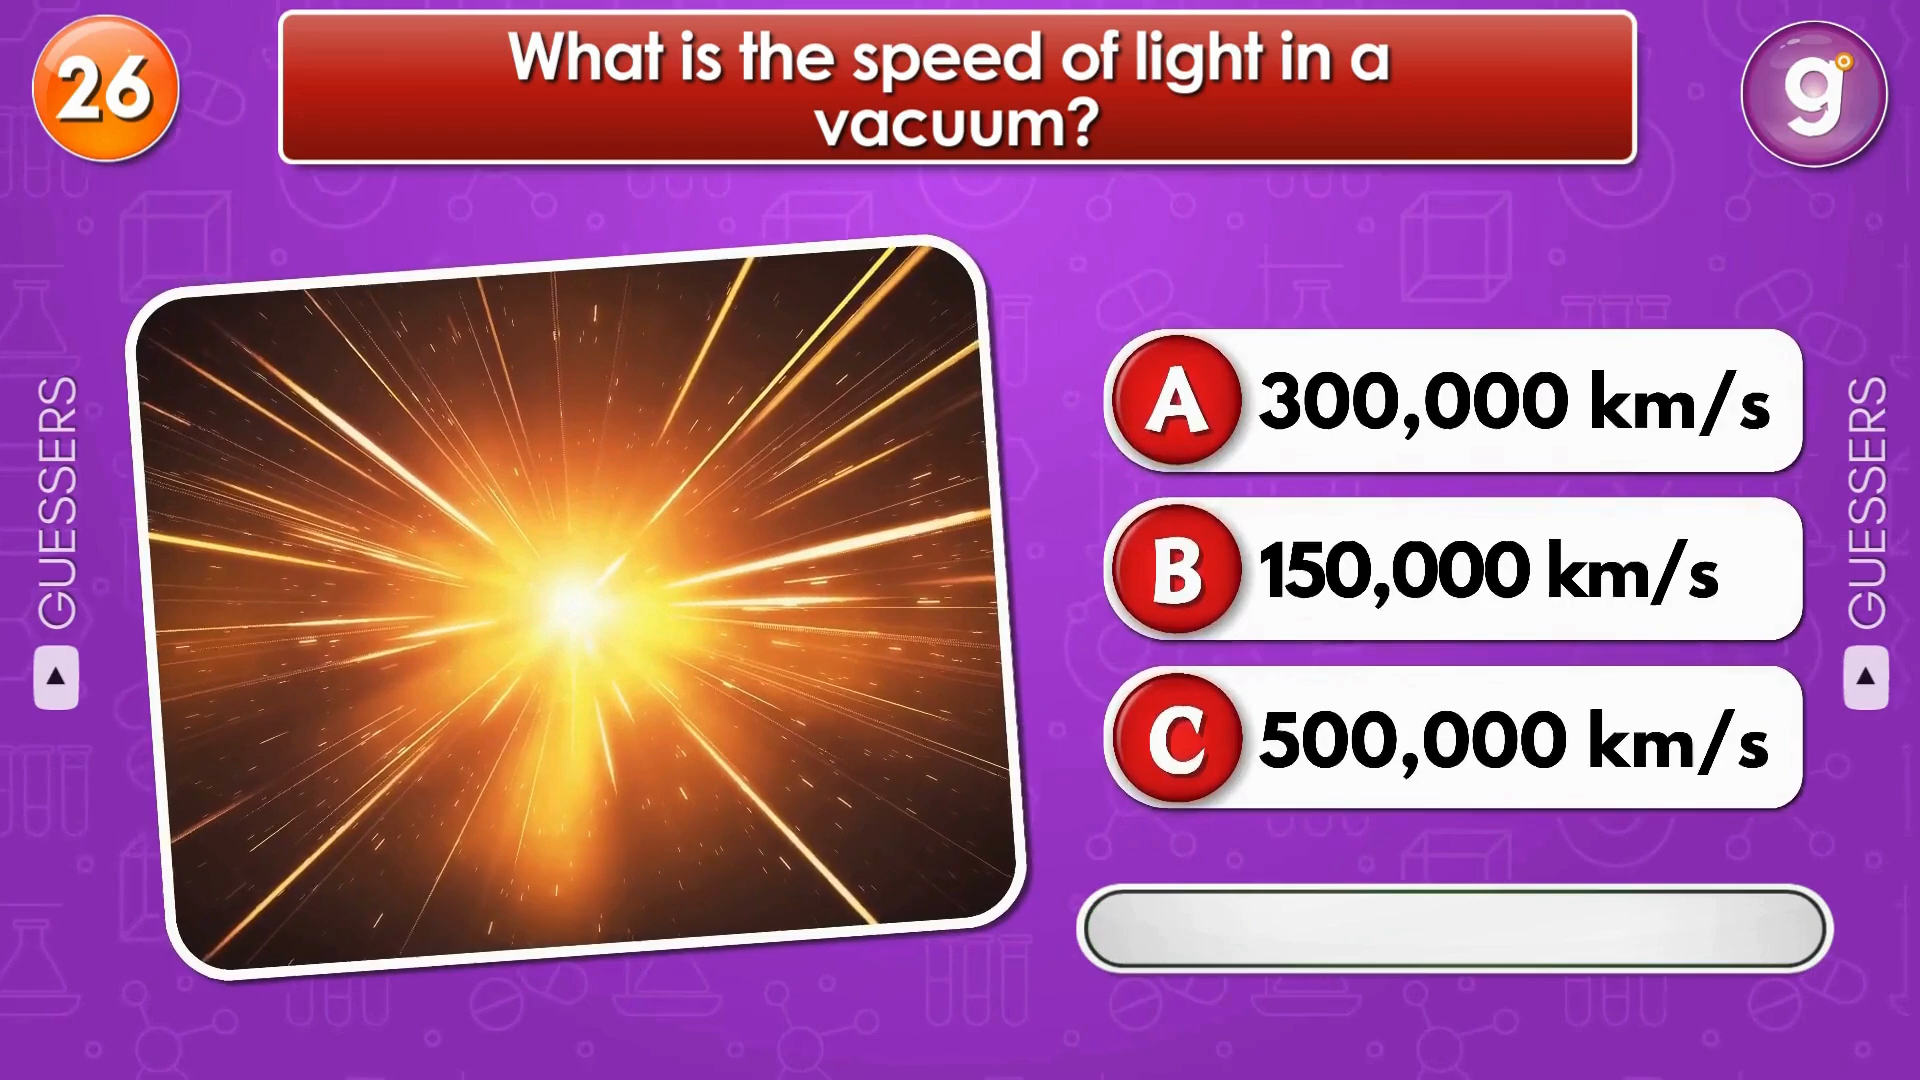 26
What is the speed of light in a
vacuum?
g
GUESSERS
A 300,000 km/s
B 150,000 km/s
C 500,000 km/s
GUESSERS